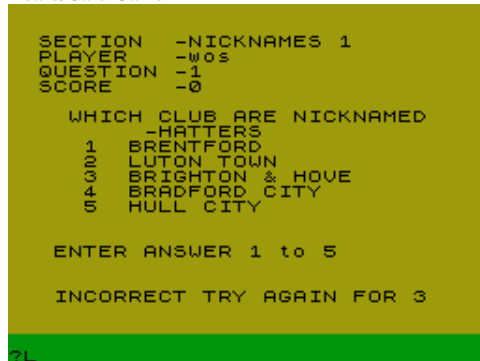 SECTION -NICKNAMES 1
PLAYER -wos
QUESTION -1
SCORE -0
WHICH CLUB ARE NICKNAMED
-HATTERS
1 BRENTFORD
2 LUTON TOWN
3 BRIGHTON & HOVE
4 BRADFORD CITY
5 HULL CITY
ENTER ANSWER 1 to 5
INCORRECT TRY AGAIN FOR 3
?L